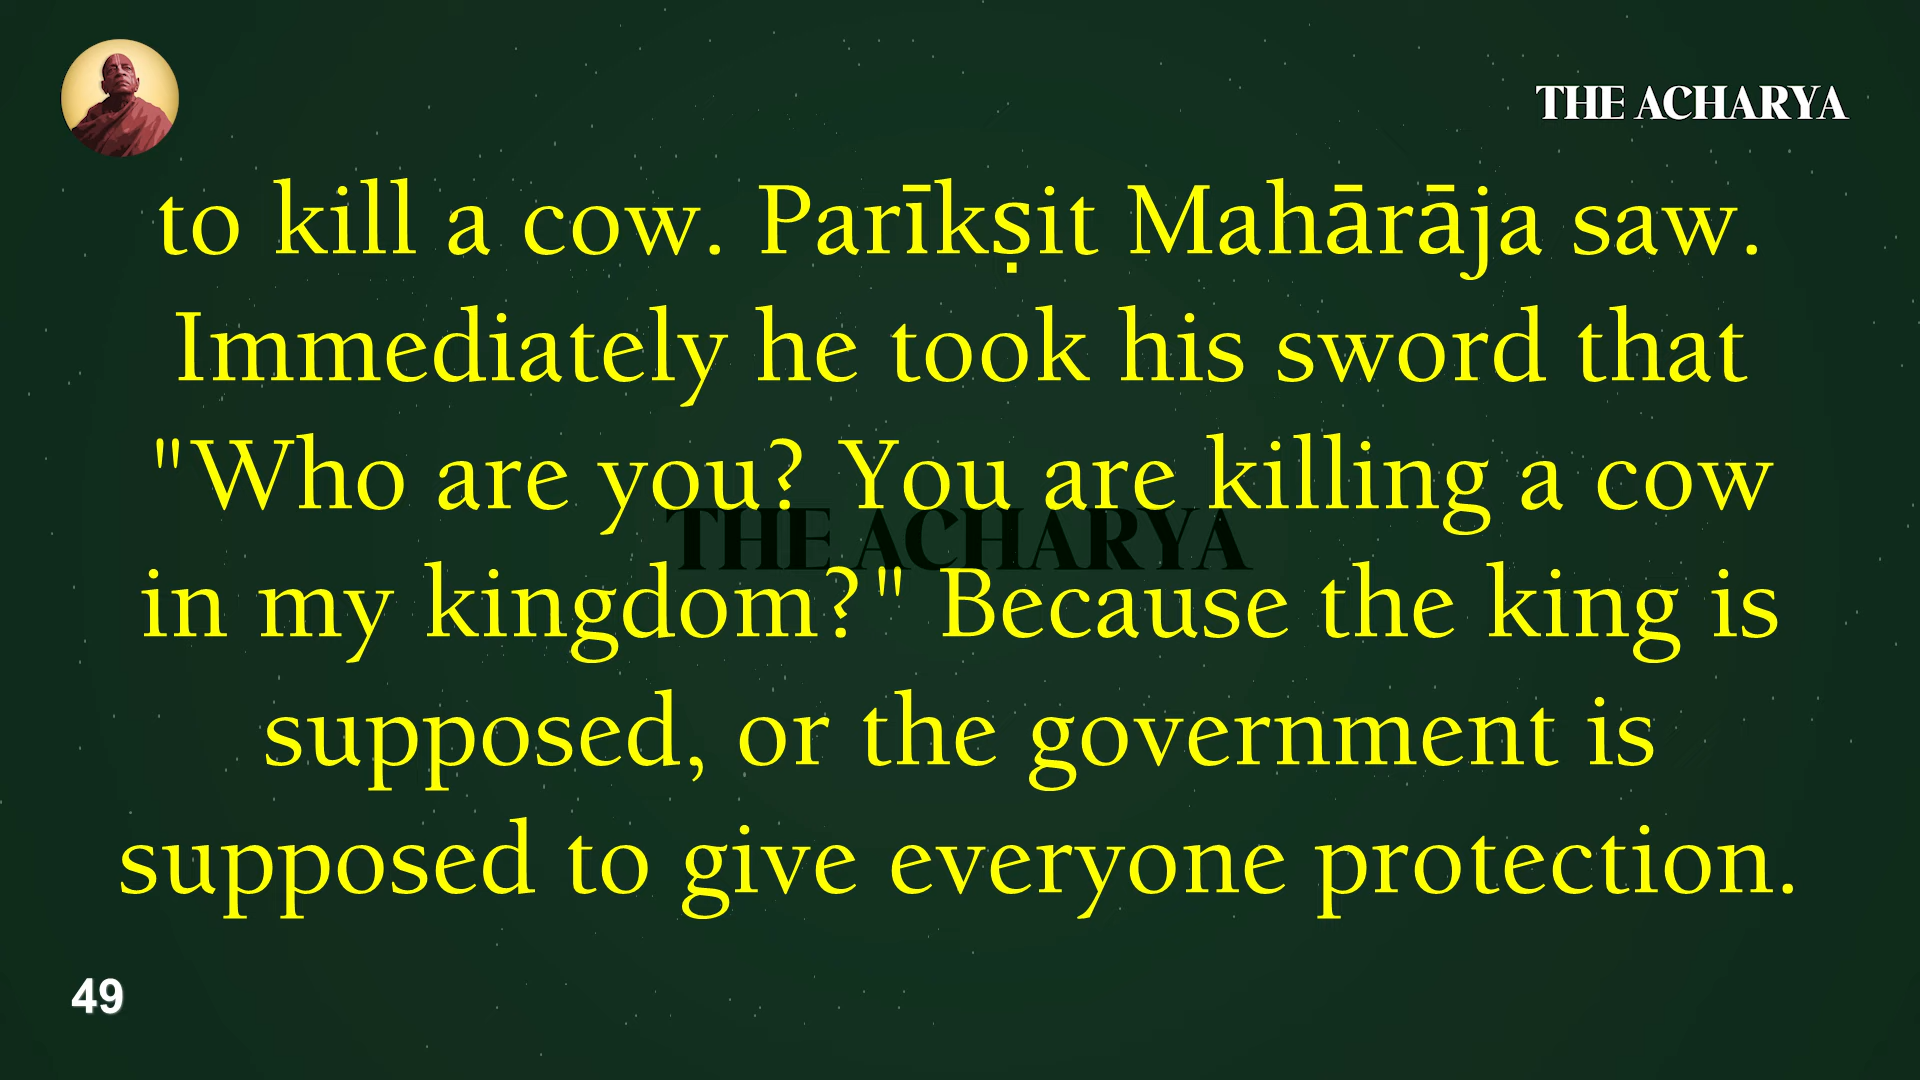 THE ACHARYA
to kill a cow. Parīkṣit Mahārāja saw.
Immediately he took his sword that
"Who are you? You are killing a cow
THE ACHARYA
in my kingdom?" Because the king is
supposed, or the government is
supposed to give everyone protection.
49